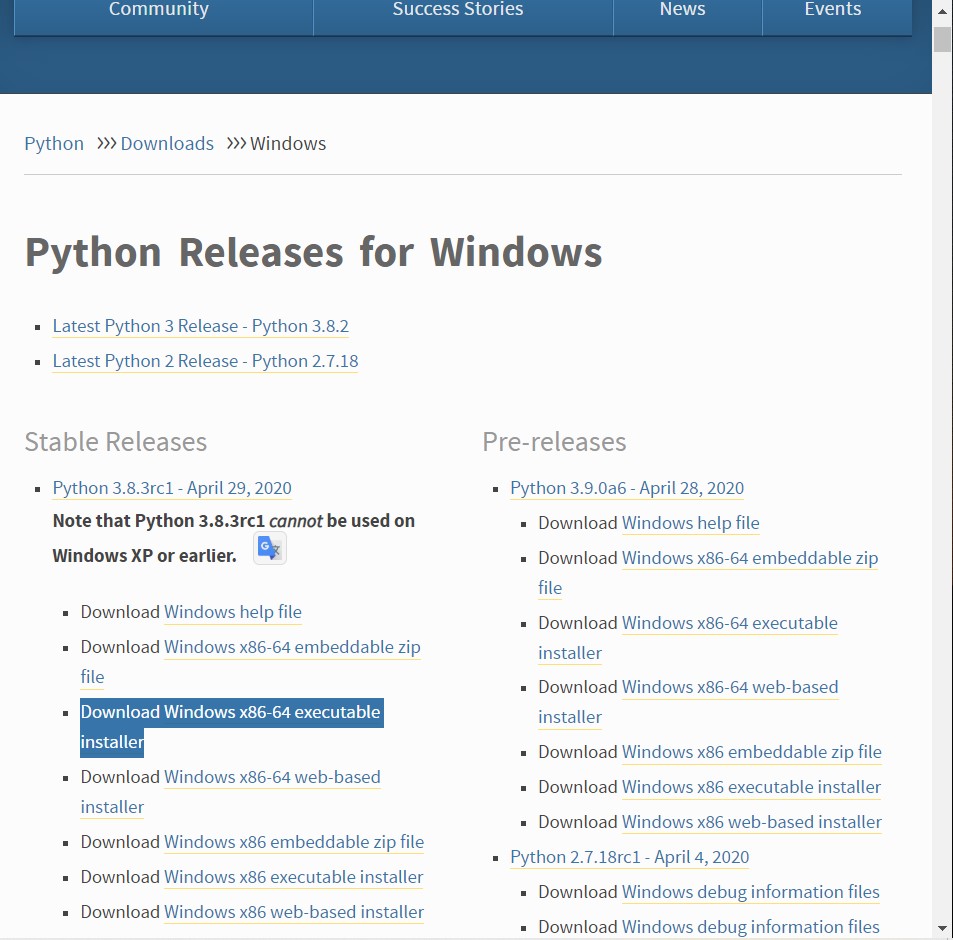 Community Success Stories News Events
Python >>> Downloads >>> Windows
Python Releases for Windows
Latest Python 3 Release - Python 3.8.2
Latest Python 2 Release - Python 2.7.18
Stable Releases
Python 3.8.3rc1 - April 29, 2020
Note that Python 3.8.3rc1 cannot be used on
Windows XP or earlier.
Download Windows help file
Download Windows x86-64 embeddable zip
file
Download Windows x86-64 executable
installer
Download Windows x86-64 web-based
installer
Download Windows x86 embeddable zip file
Download Windows x86 executable installer
Download Windows x86 web-based installer
Pre-releases
Python 3.9.0a6 - April 28, 2020
Download Windows help file
Download Windows x86-64 embeddable zip
file
Download Windows x86-64 executable
installer
Download Windows x86-64 web-based
installer
Download Windows x86 embeddable zip file
Download Windows x86 executable installer
Download Windows x86 web-based installer
Python 2.7.18rc1 - April 4, 2020
Download Windows debug information files
Download Windows debug information files